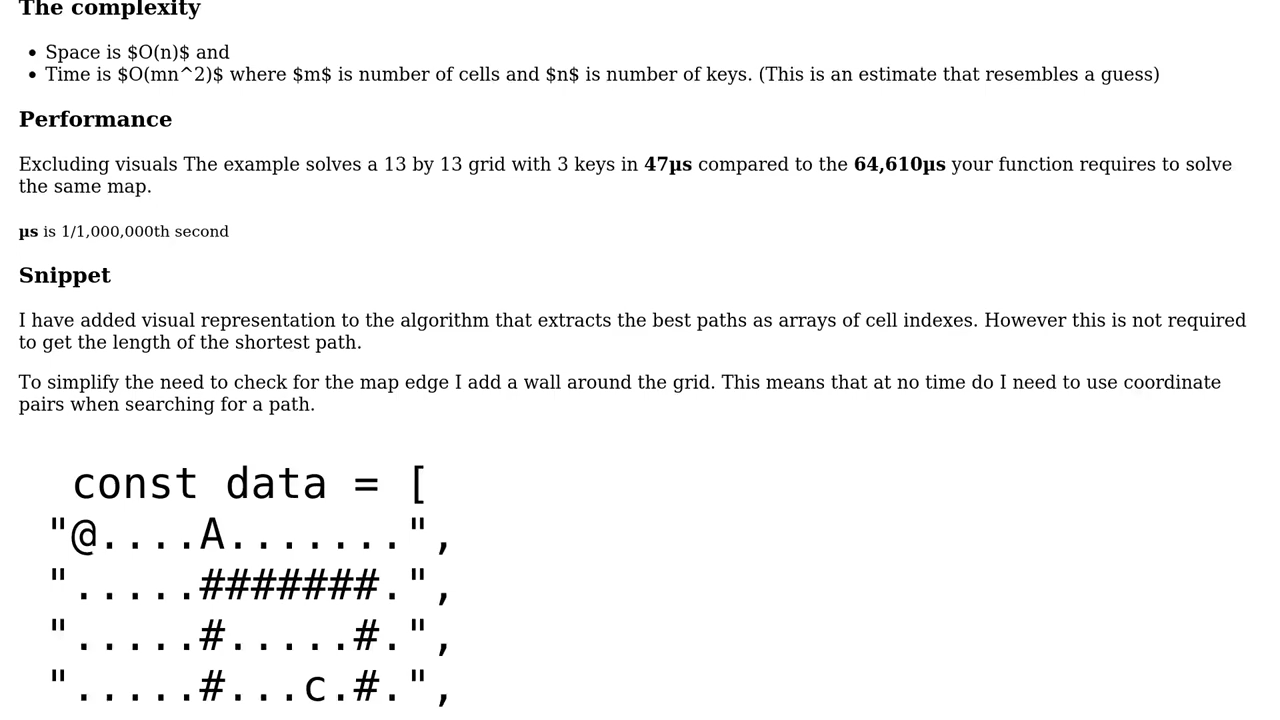 The complexity
• Space is $O(n)$ and
• Time is $O(mn^2)$ where $m$ is number of cells and $n$ is number of keys. (This is an estimate that resembles a guess)
Performance
Excluding visuals The example solves a 13 by 13 grid with 3 keys in 47µs compared to the 64,610µs your function requires to solve
the same map.
µs is 1/1,000,000th second
Snippet
I have added visual representation to the algorithm that extracts the best paths as arrays of cell indexes. However this is not required
to get the length of the shortest path.
To simplify the need to check for the map edge I add a wall around the grid. This means that at no time do I need to use coordinate
pairs when searching for a path.
const data = [
"@....A.......",
".....#######.",
".....#.....#.",
".....#...c.#.",